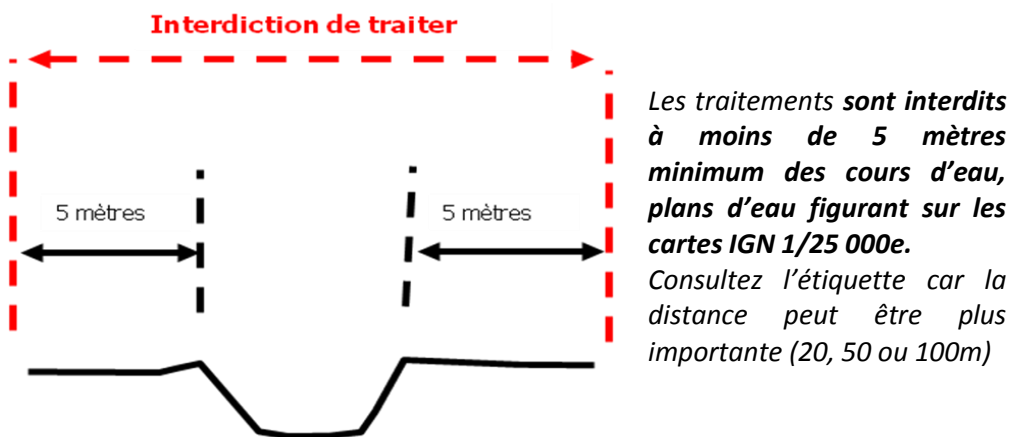 Interdiction de traiter
5 mètres
5 mètres
Les traitements sont interdits
à moins de 5 mètres
minimum des cours d’eau,
plans d’eau figurant sur les
cartes IGN 1/25 000e.
Consultez l’étiquette car la
distance peut être plus
importante (20, 50 ou 100m)